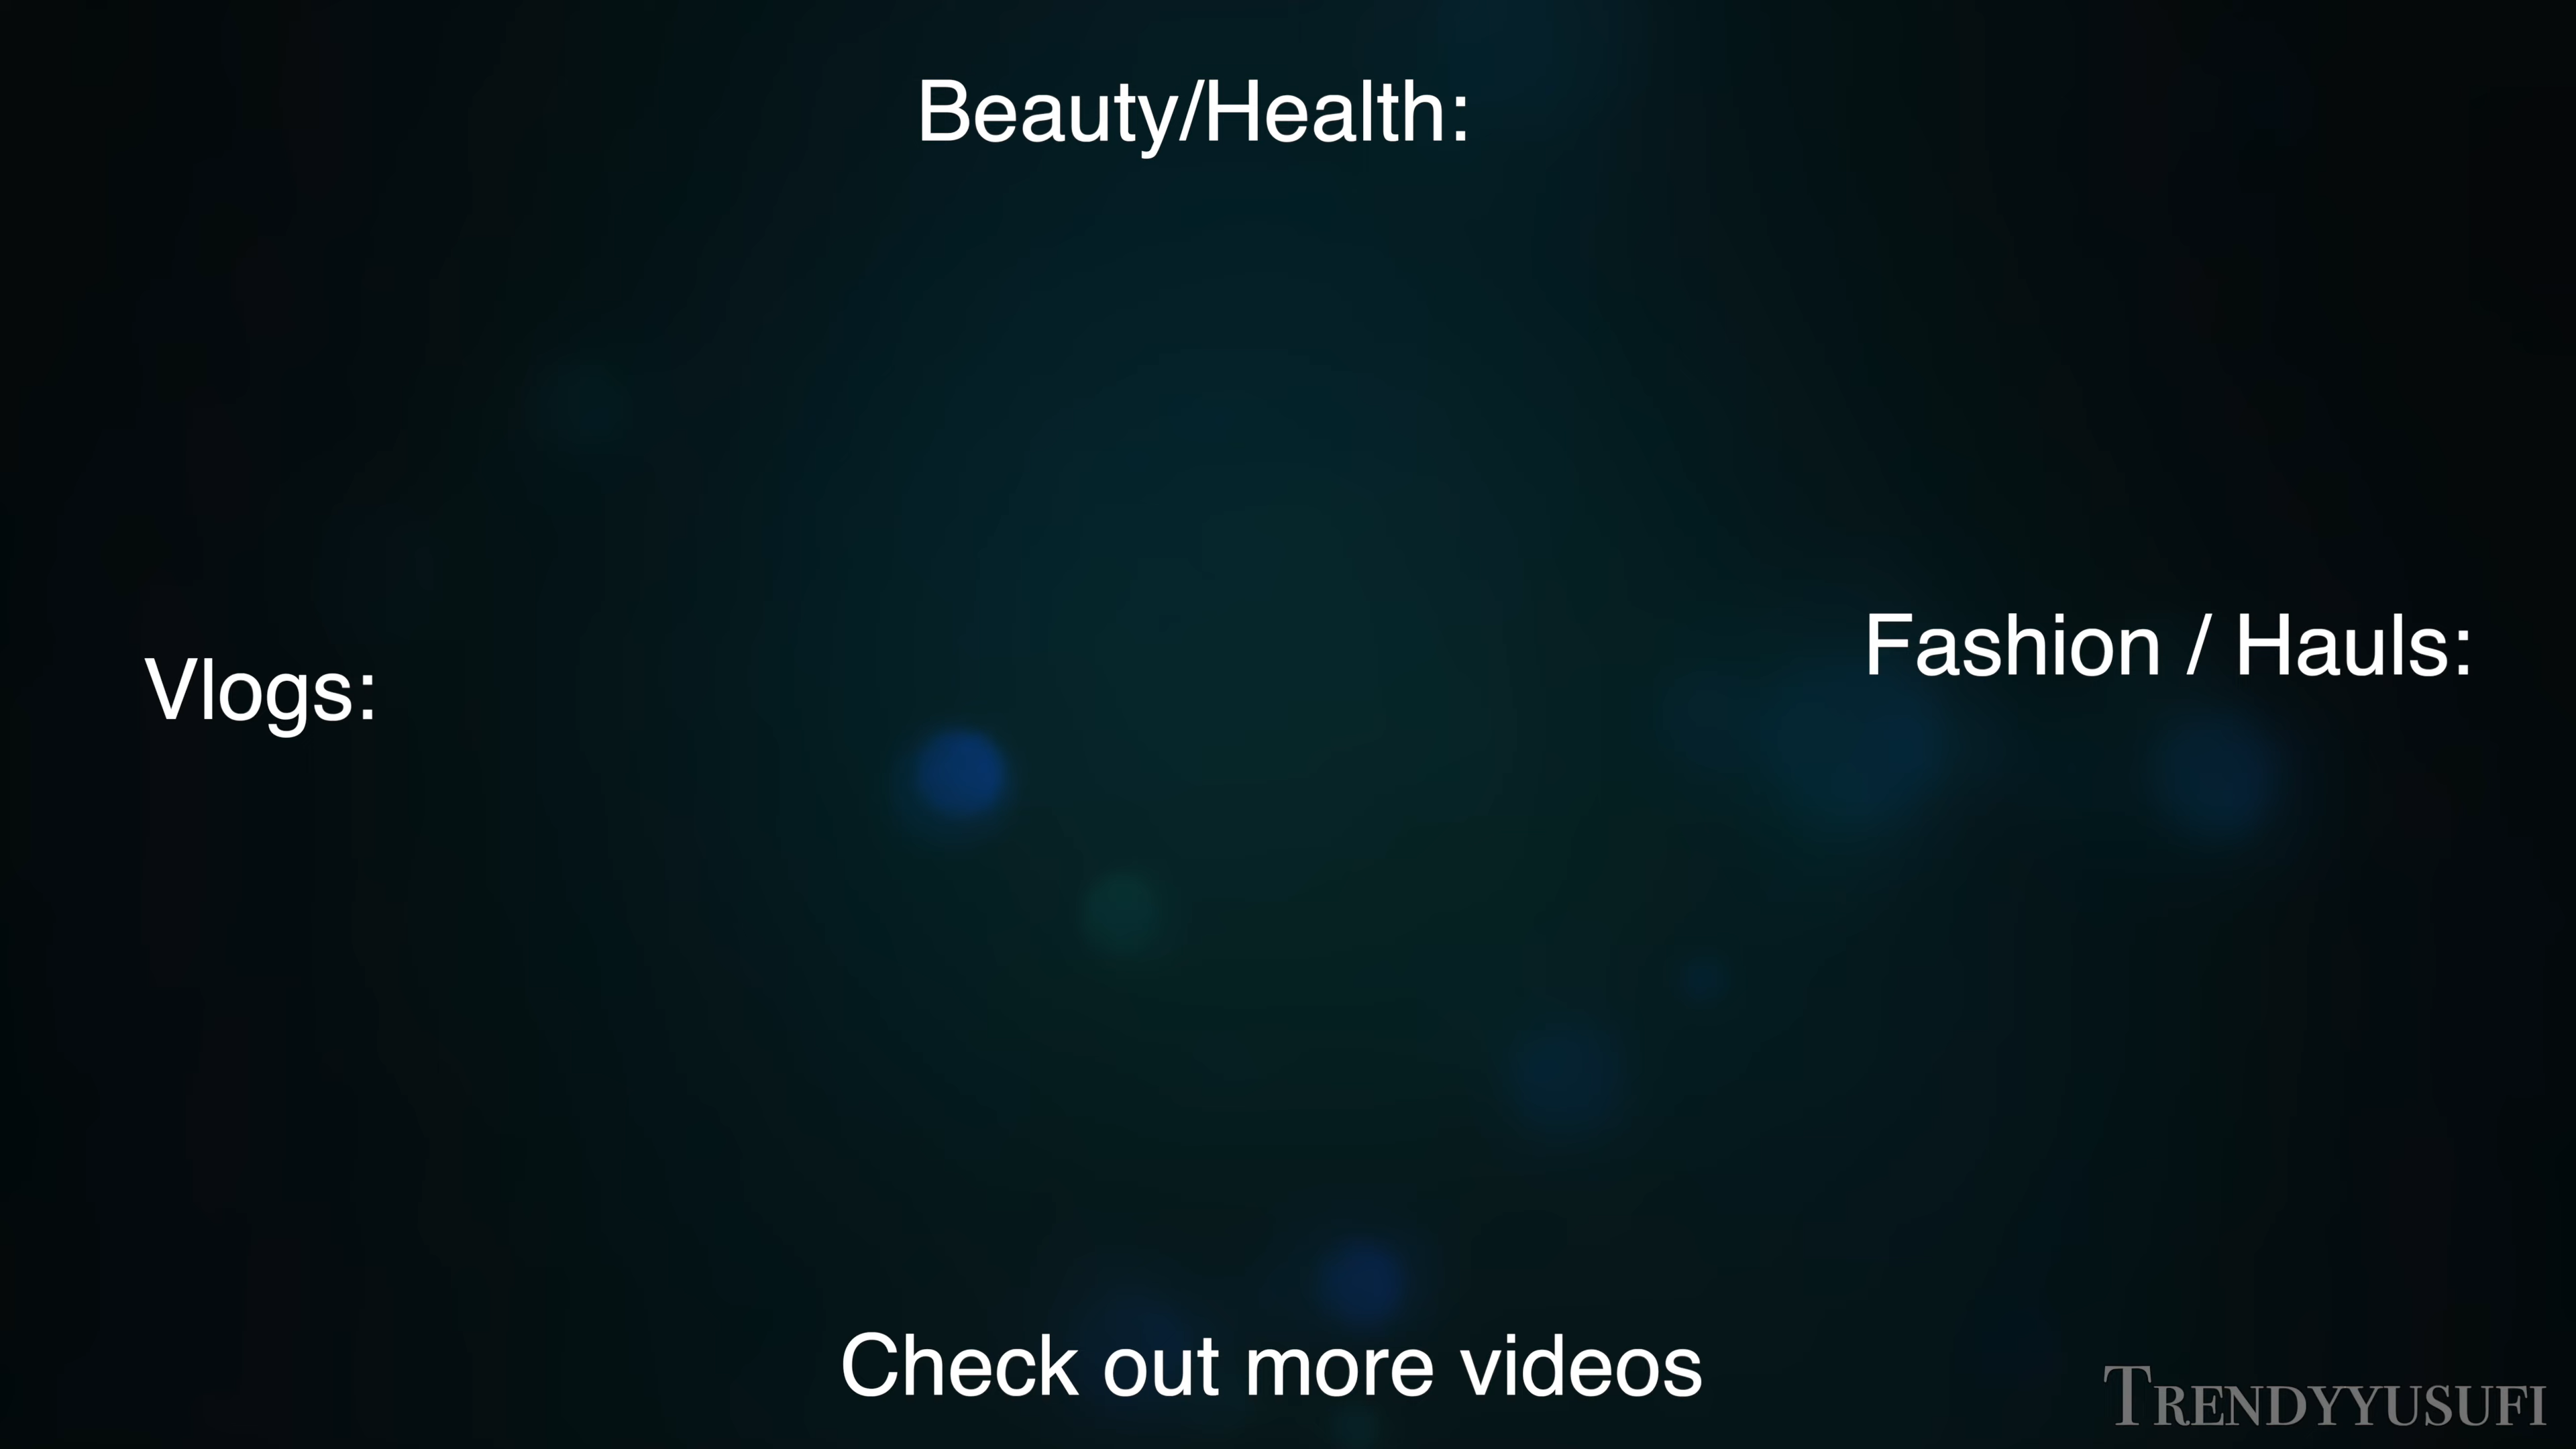 Beauty/Health:
Vlogs:
Fashion / Hauls:
Check out more videos
TRENDYYUSUFI